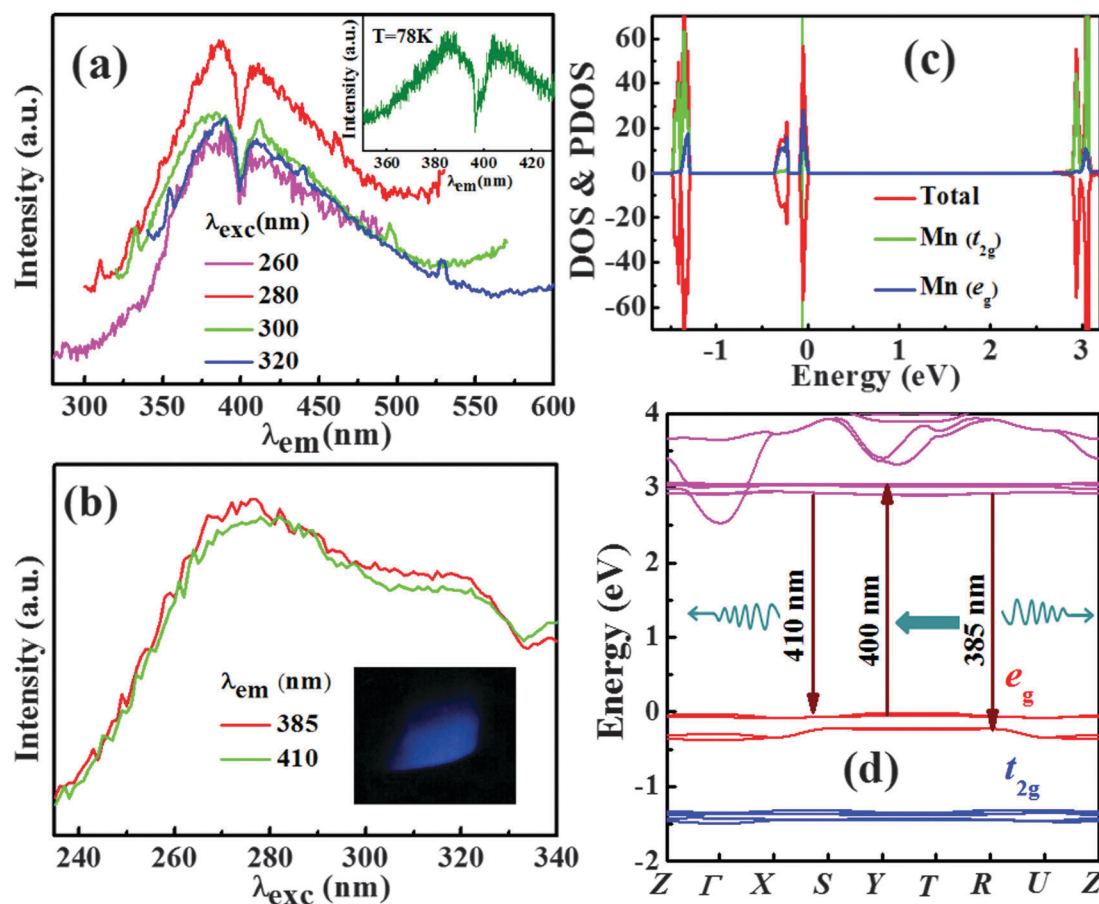 (a)
Intensity (a.u.)
λexc(nm)
260
280
300
320
300 350 400 450 500 550 600
λem(nm)
T=78K
Intensity (a.u.)
360 380 400 420
λem(nm)
(b)
Intensity (a.u.)
λem (nm)
385
410
240 260 280 300 320 340
λexc(nm)
(c)
DOS & PDOS
60
40
20
0
-20
-40
-60
Total
Mn (t2g)
Mn (eg)
-1 0 1 2 3
Energy (eV)
4
3
2
1
0
-1
-2
Energy (eV)
410 nm
400 nm
385 nm
eg
t2g
(d)
Z Γ X S Y T R U Z